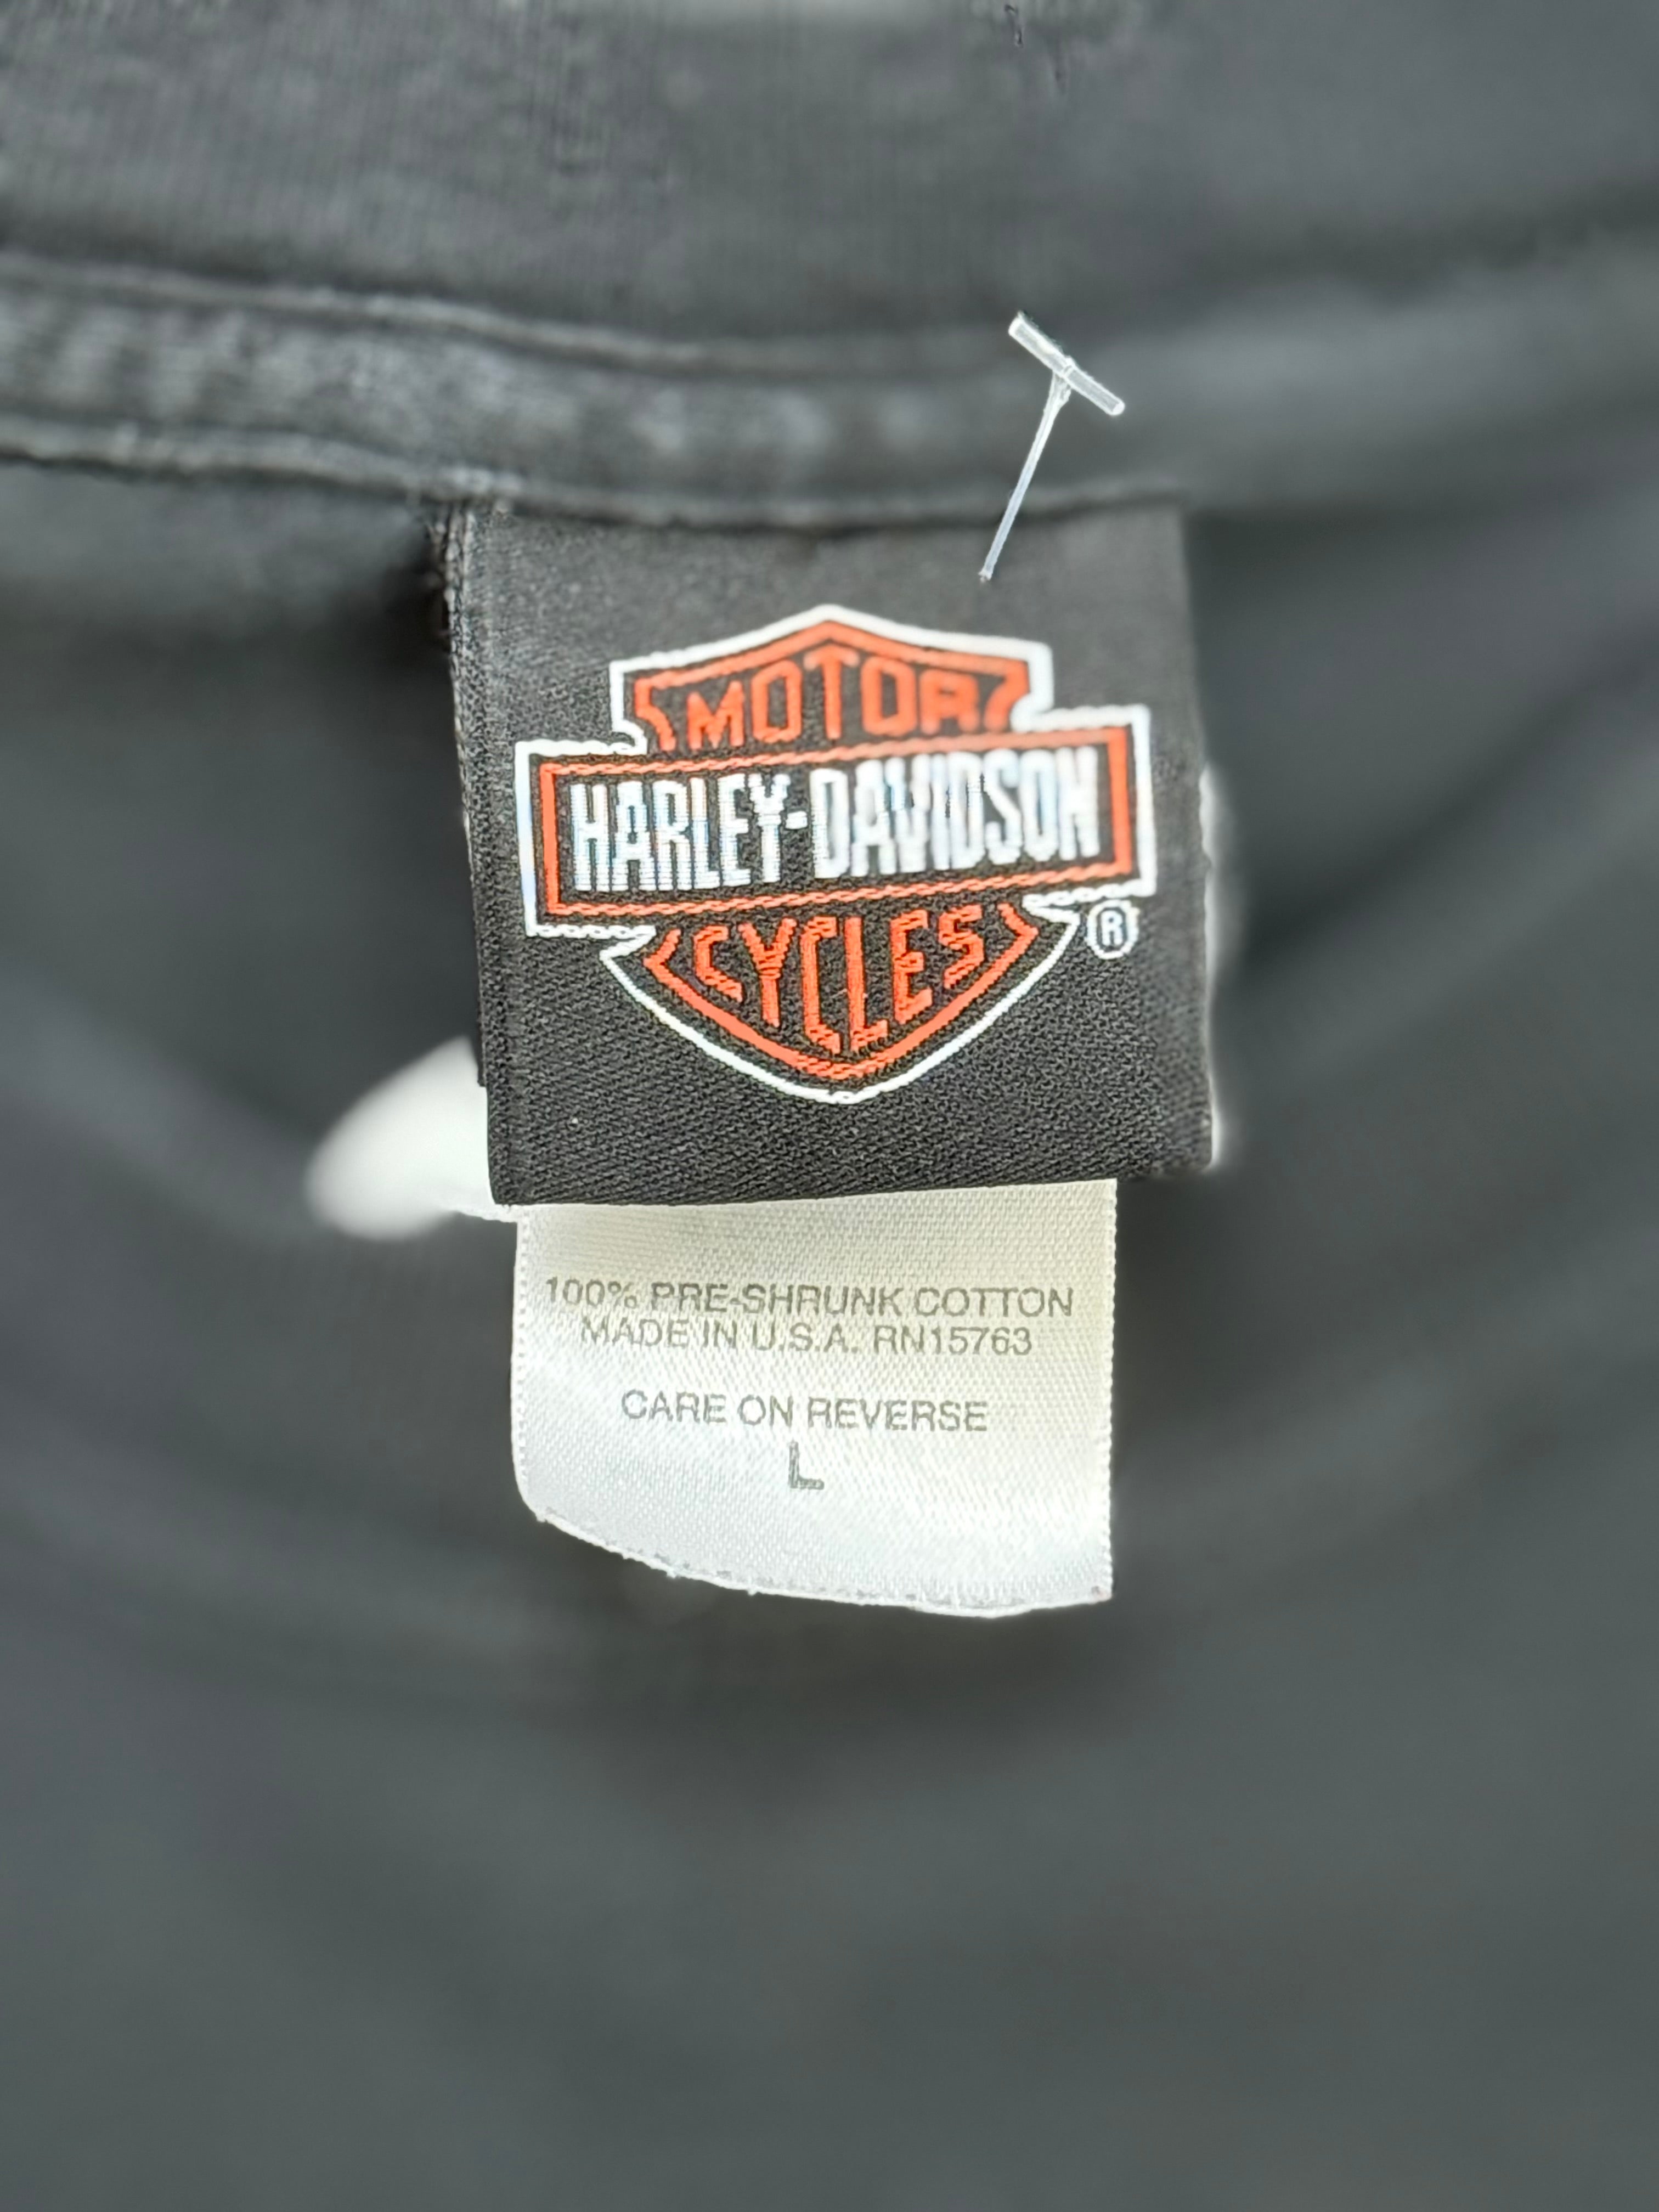 MOTOR
HARLEY-DAVIDSON
CYCLES
®
100% PRE-SHRUNK COTTON
MADE IN U.S.A. RN15763
CARE ON REVERSE
L